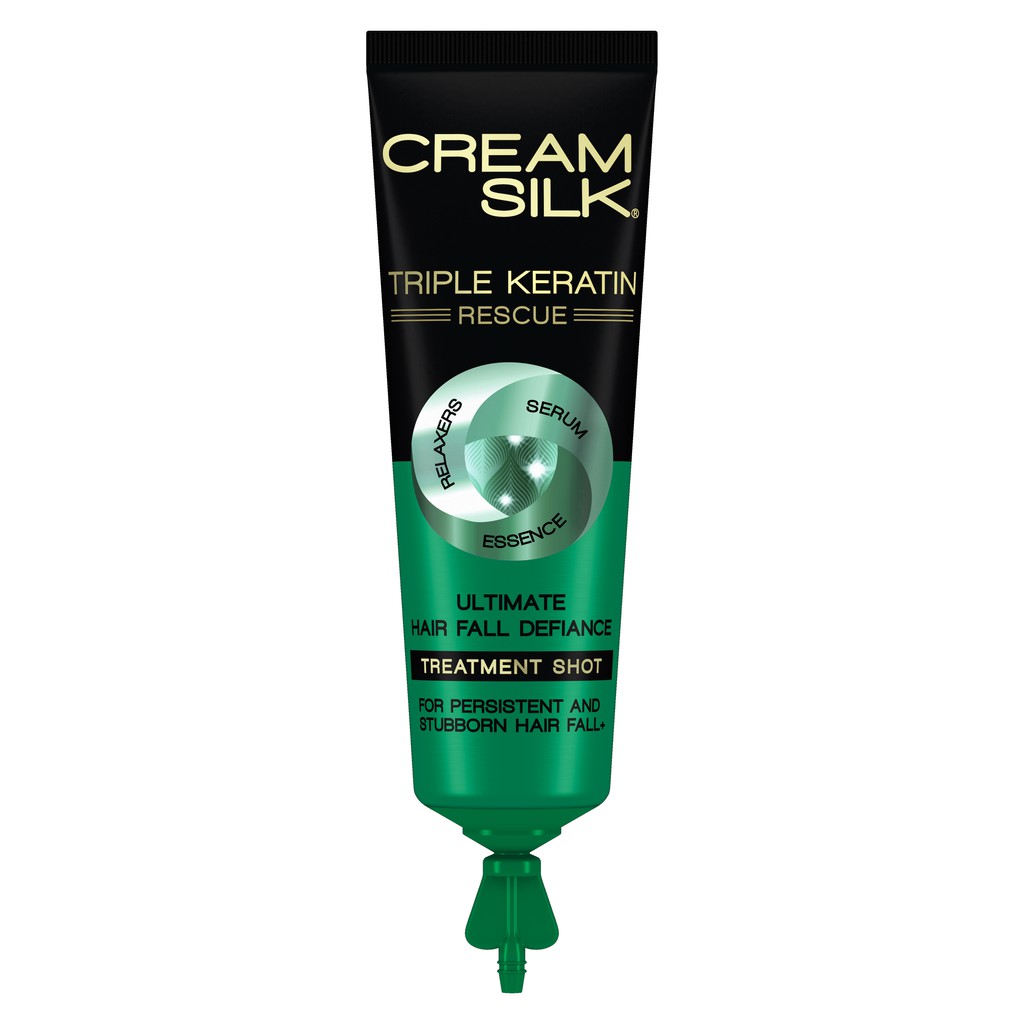 CREAM
SILK®
TRIPLE KERATIN
RESCUE
RELAXERS
SERUM
ESSENCE
ULTIMATE
HAIR FALL DEFIANCE
TREATMENT SHOT
FOR PERSISTENT AND
STUBBORN HAIR FALL+